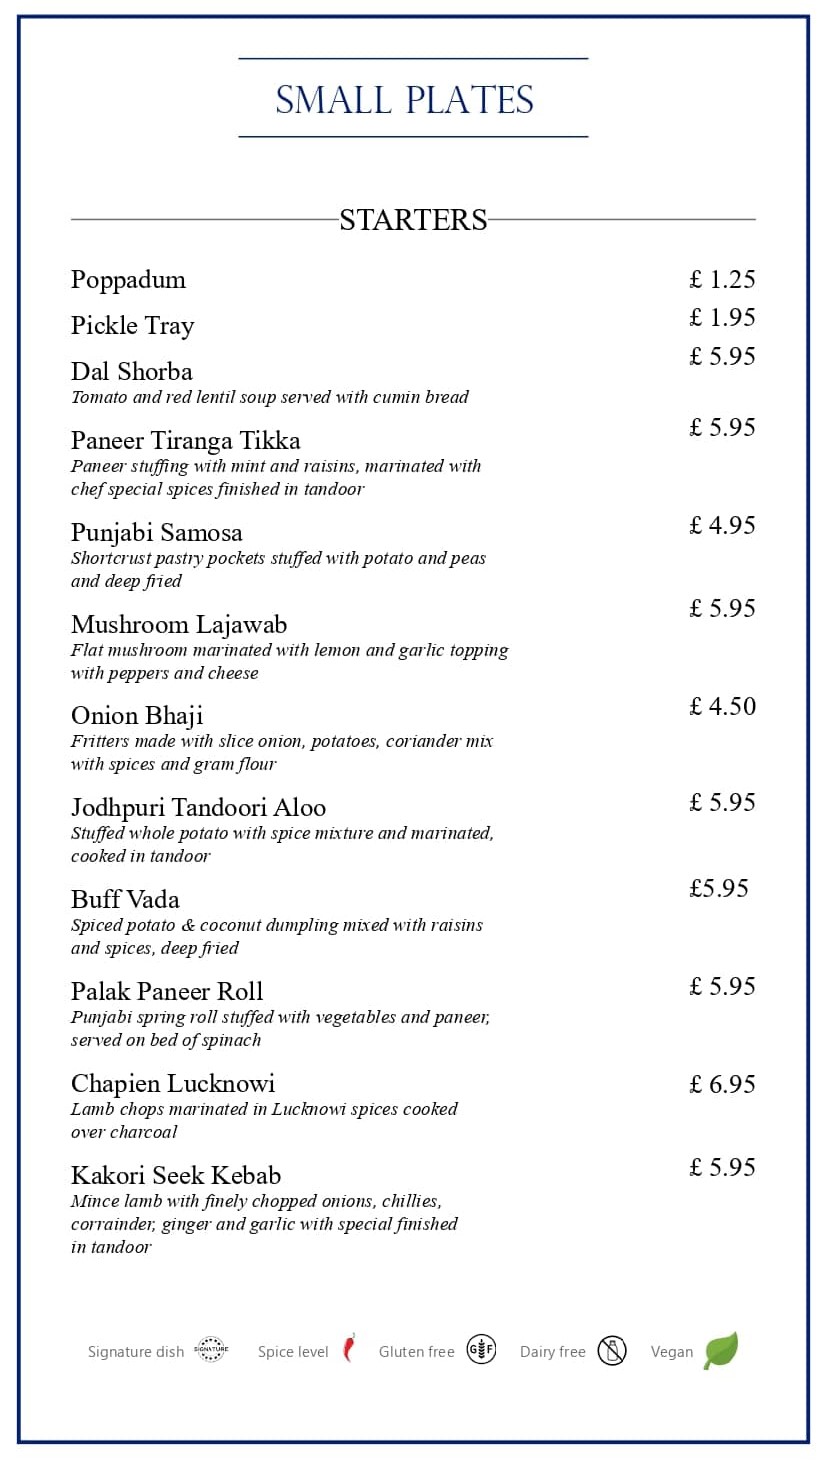 SMALL PLATES
STARTERS
Poppadum £ 1.25
Pickle Tray £ 1.95
Dal Shorba £ 5.95
Tomato and red lentil soup served with cumin bread
Paneer Tiranga Tikka £ 5.95
Paneer stuffing with mint and raisins, marinated with
chef special spices finished in tandoor
Punjabi Samosa £ 4.95
Shortcrust pastry pockets stuffed with potato and peas
and deep fried
Mushroom Lajawab £ 5.95
Flat mushroom marinated with lemon and garlic topping
with peppers and cheese
Onion Bhaji £ 4.50
Fritters made with slice onion, potatoes, coriander mix
with spices and gram flour
Jodhpuri Tandoori Aloo £ 5.95
Stuffed whole potato with spice mixture and marinated,
cooked in tandoor
Buff Vada £5.95
Spiced potato & coconut dumpling mixed with raisins
and spices, deep fried
Palak Paneer Roll £ 5.95
Punjabi spring roll stuffed with vegetables and paneer,
served on bed of spinach
Chapien Lucknowi £ 6.95
Lamb chops marinated in Lucknowi spices cooked
over charcoal
Kakori Seek Kebab £ 5.95
Mince lamb with finely chopped onions, chillies,
corrainder, ginger and garlic with special finished
in tandoor
Signature dish SIGNATURE Spice level Gluten free GF Dairy free Vegan